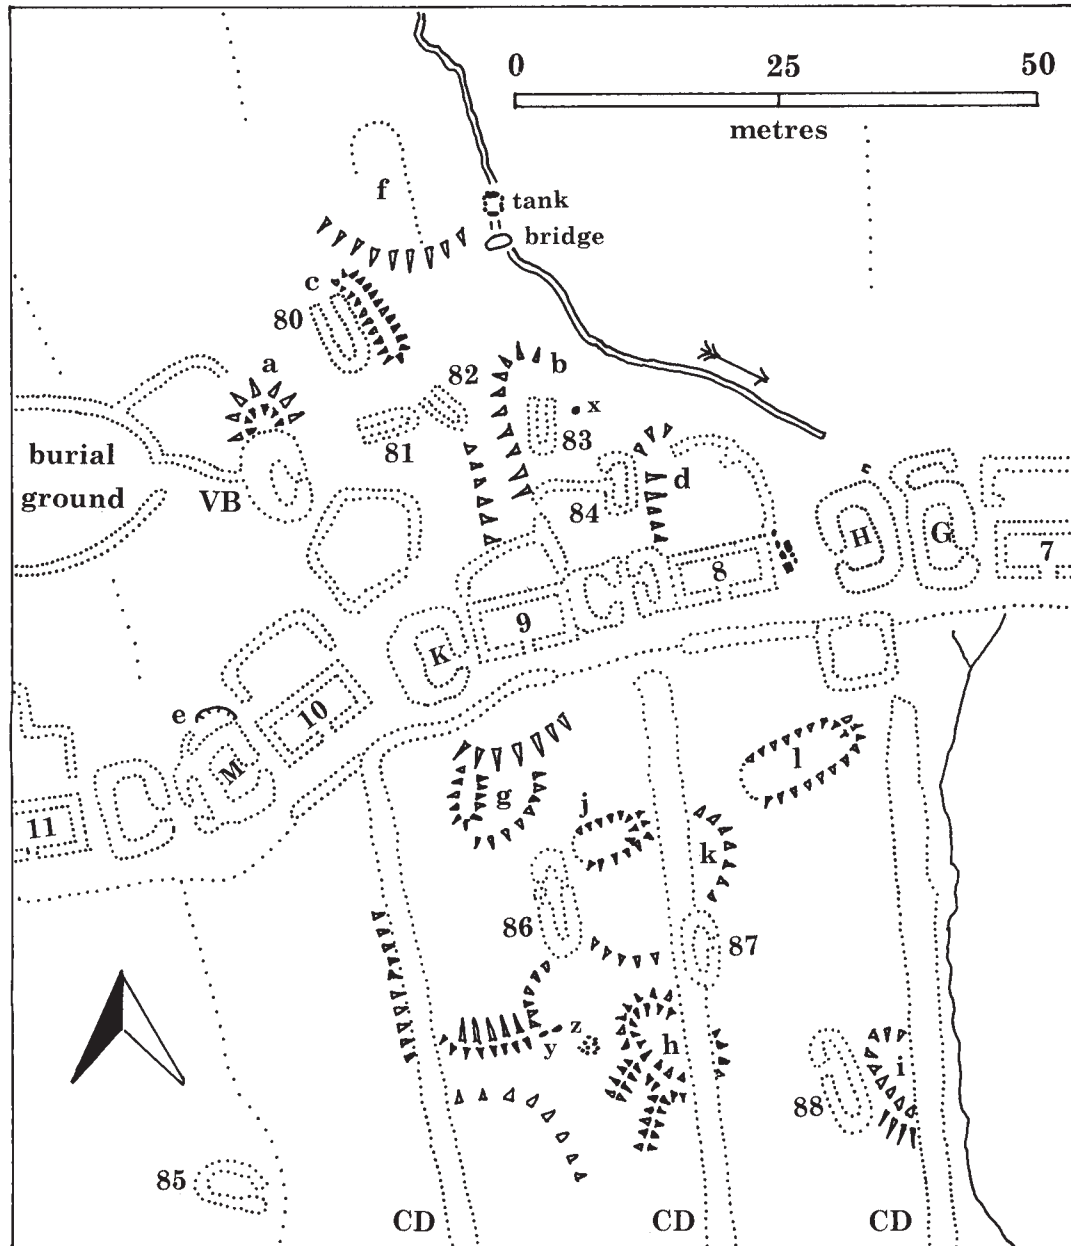 0 25 50
metres
tank
bridge
f
c
80
a
82
b
x
81
83
burial
ground
VB
84
d
H
G
7
8
9
K
10
e
M
11
g
l
j
k
86
87
z
y
h
i
88
85
CD
CD
CD